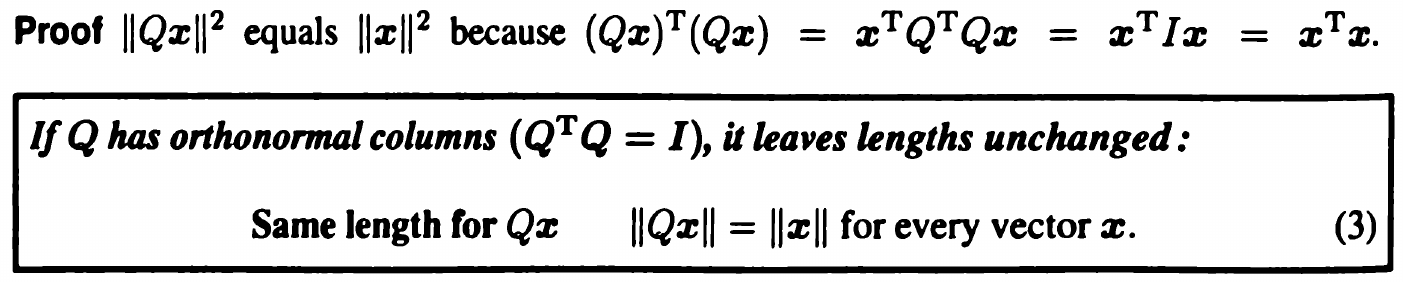 Proof ‖Qx‖² equals ‖x‖² because (Qx)ᵀ(Qx) = xᵀQᵀQx = xᵀIx = xᵀx.
If Q has orthonormal columns (QᵀQ = I), it leaves lengths unchanged :
Same length for Qx ‖Qx‖ = ‖x‖ for every vector x. (3)